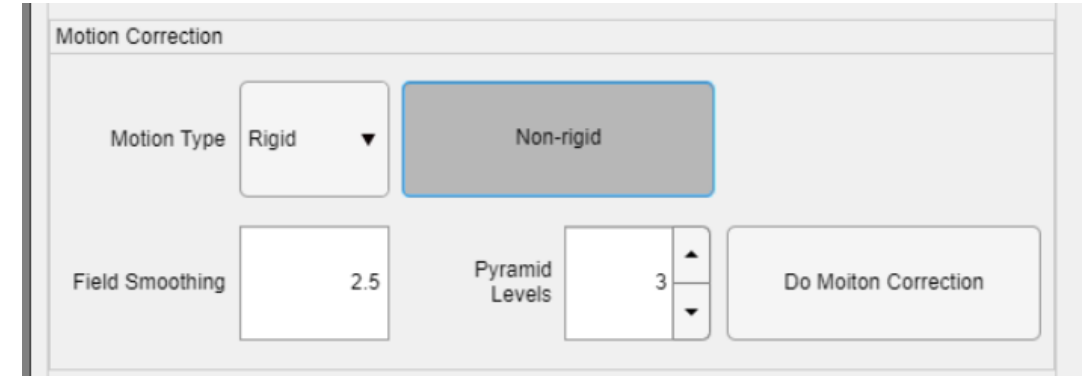 Motion Correction
Motion Type
Rigid
Non-rigid
Field Smoothing
2.5
Pyramid
Levels
3
Do Moiton Correction